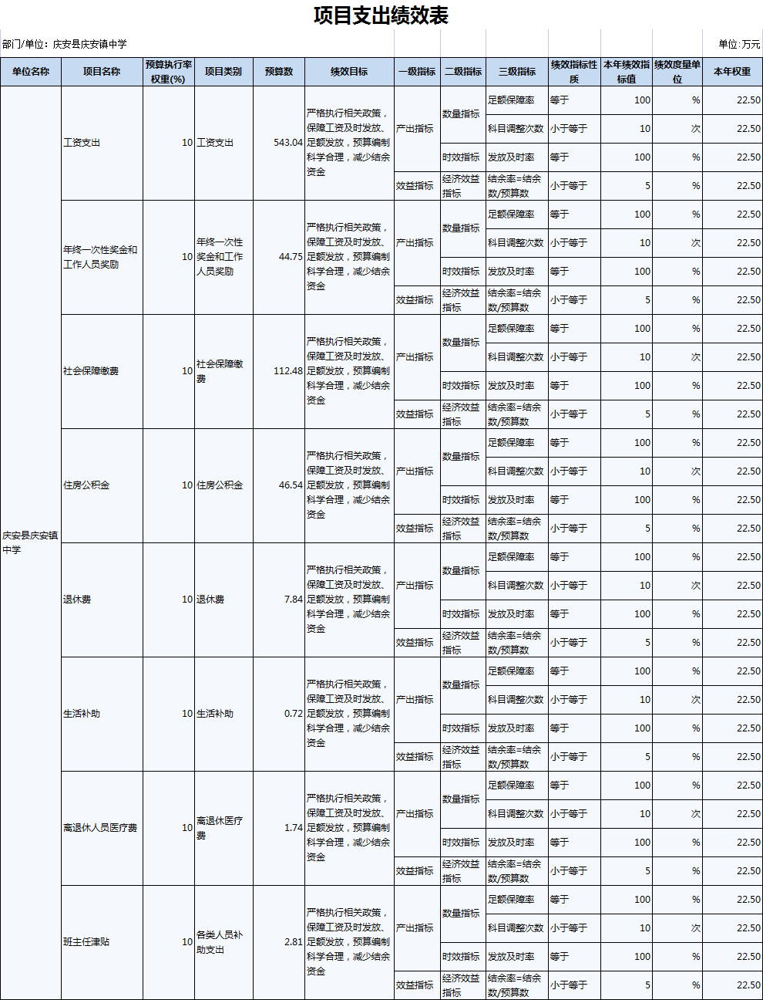 项目支出绩效表
部门/单位：庆安县庆安镇中学 单位:万元
单位名称 项目名称 预算执行率权重(%) 项目类别 预算数 绩效目标 一级指标 二级指标 三级指标 绩效指标性质 本年绩效指标值 绩效度量单位 本年权重
庆安县庆安镇中学
工资支出 10 工资支出 543.04 严格执行相关政策，保障工资及时发放、足额发放，预算编制科学合理，减少结余资金
产出指标 数量指标 足额保障率 等于 100 % 22.50
科目调整次数 小于等于 10 次 22.50
时效指标 发放及时率 等于 100 % 22.50
效益指标 经济效益指标 结余率=结余数/预算数 小于等于 5 % 22.50
年终一次性奖金和工作人员奖励 10 年终一次性奖金和工作人员奖励 44.75 严格执行相关政策，保障工资及时发放、足额发放，预算编制科学合理，减少结余资金
产出指标 数量指标 足额保障率 等于 100 % 22.50
科目调整次数 小于等于 10 次 22.50
时效指标 发放及时率 等于 100 % 22.50
效益指标 经济效益指标 结余率=结余数/预算数 小于等于 5 % 22.50
社会保障缴费 10 社会保障缴费 112.48 严格执行相关政策，保障工资及时发放、足额发放，预算编制科学合理，减少结余资金
产出指标 数量指标 足额保障率 等于 100 % 22.50
科目调整次数 小于等于 10 次 22.50
时效指标 发放及时率 等于 100 % 22.50
效益指标 经济效益指标 结余率=结余数/预算数 小于等于 5 % 22.50
住房公积金 10 住房公积金 46.54 严格执行相关政策，保障工资及时发放、足额发放，预算编制科学合理，减少结余资金
产出指标 数量指标 足额保障率 等于 100 % 22.50
科目调整次数 小于等于 10 次 22.50
时效指标 发放及时率 等于 100 % 22.50
效益指标 经济效益指标 结余率=结余数/预算数 小于等于 5 % 22.50
退休费 10 退休费 7.84 严格执行相关政策，保障工资及时发放、足额发放，预算编制科学合理，减少结余资金
产出指标 数量指标 足额保障率 等于 100 % 22.50
科目调整次数 小于等于 10 次 22.50
时效指标 发放及时率 等于 100 % 22.50
效益指标 经济效益指标 结余率=结余数/预算数 小于等于 5 % 22.50
生活补助 10 生活补助 0.72 严格执行相关政策，保障工资及时发放、足额发放，预算编制科学合理，减少结余资金
产出指标 数量指标 足额保障率 等于 100 % 22.50
科目调整次数 小于等于 10 次 22.50
时效指标 发放及时率 等于 100 % 22.50
效益指标 经济效益指标 结余率=结余数/预算数 小于等于 5 % 22.50
离退休人员医疗费 10 离退休医疗费 1.74 严格执行相关政策，保障工资及时发放、足额发放，预算编制科学合理，减少结余资金
产出指标 数量指标 足额保障率 等于 100 % 22.50
科目调整次数 小于等于 10 次 22.50
时效指标 发放及时率 等于 100 % 22.50
效益指标 经济效益指标 结余率=结余数/预算数 小于等于 5 % 22.50
班主任津贴 10 各类人员补助支出 2.81 严格执行相关政策，保障工资及时发放、足额发放，预算编制科学合理，减少结余资金
产出指标 数量指标 足额保障率 等于 100 % 22.50
科目调整次数 小于等于 10 次 22.50
时效指标 发放及时率 等于 100 % 22.50
效益指标 经济效益指标 结余率=结余数/预算数 小于等于 5 % 22.50